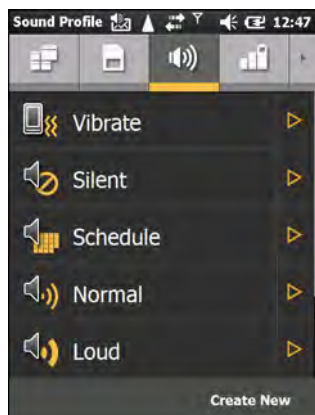 Sound Profile 12:47
Vibrate
Silent
Schedule
Normal
Loud
Create New